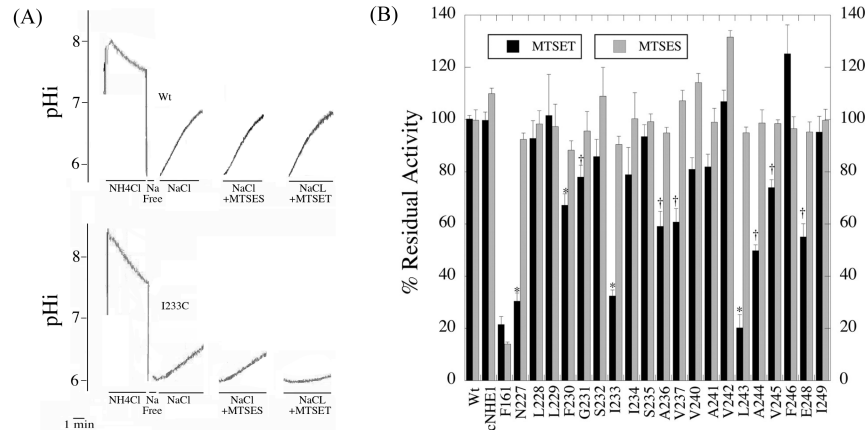 (A)
8
7
6
pHi
Wt
NH4Cl
Na
Free
NaCl
NaCl
+MTSES
NaCL
+MTSET
8
7
6
pHi
I233C
NH4Cl
Na
Free
NaCl
NaCl
+MTSES
NaCL
+MTSET
1 min
(B)
140
120
100
80
60
40
20
0
% Residual Activity
MTSET
MTSES
* * † * † † * † † †
140
120
100
80
60
40
20
0
Wt
cNHE1
F161
N227
L228
L229
F230
G231
S232
I233
I234
S235
A236
V237
V240
A241
V242
L243
A244
V245
F246
E248
I249